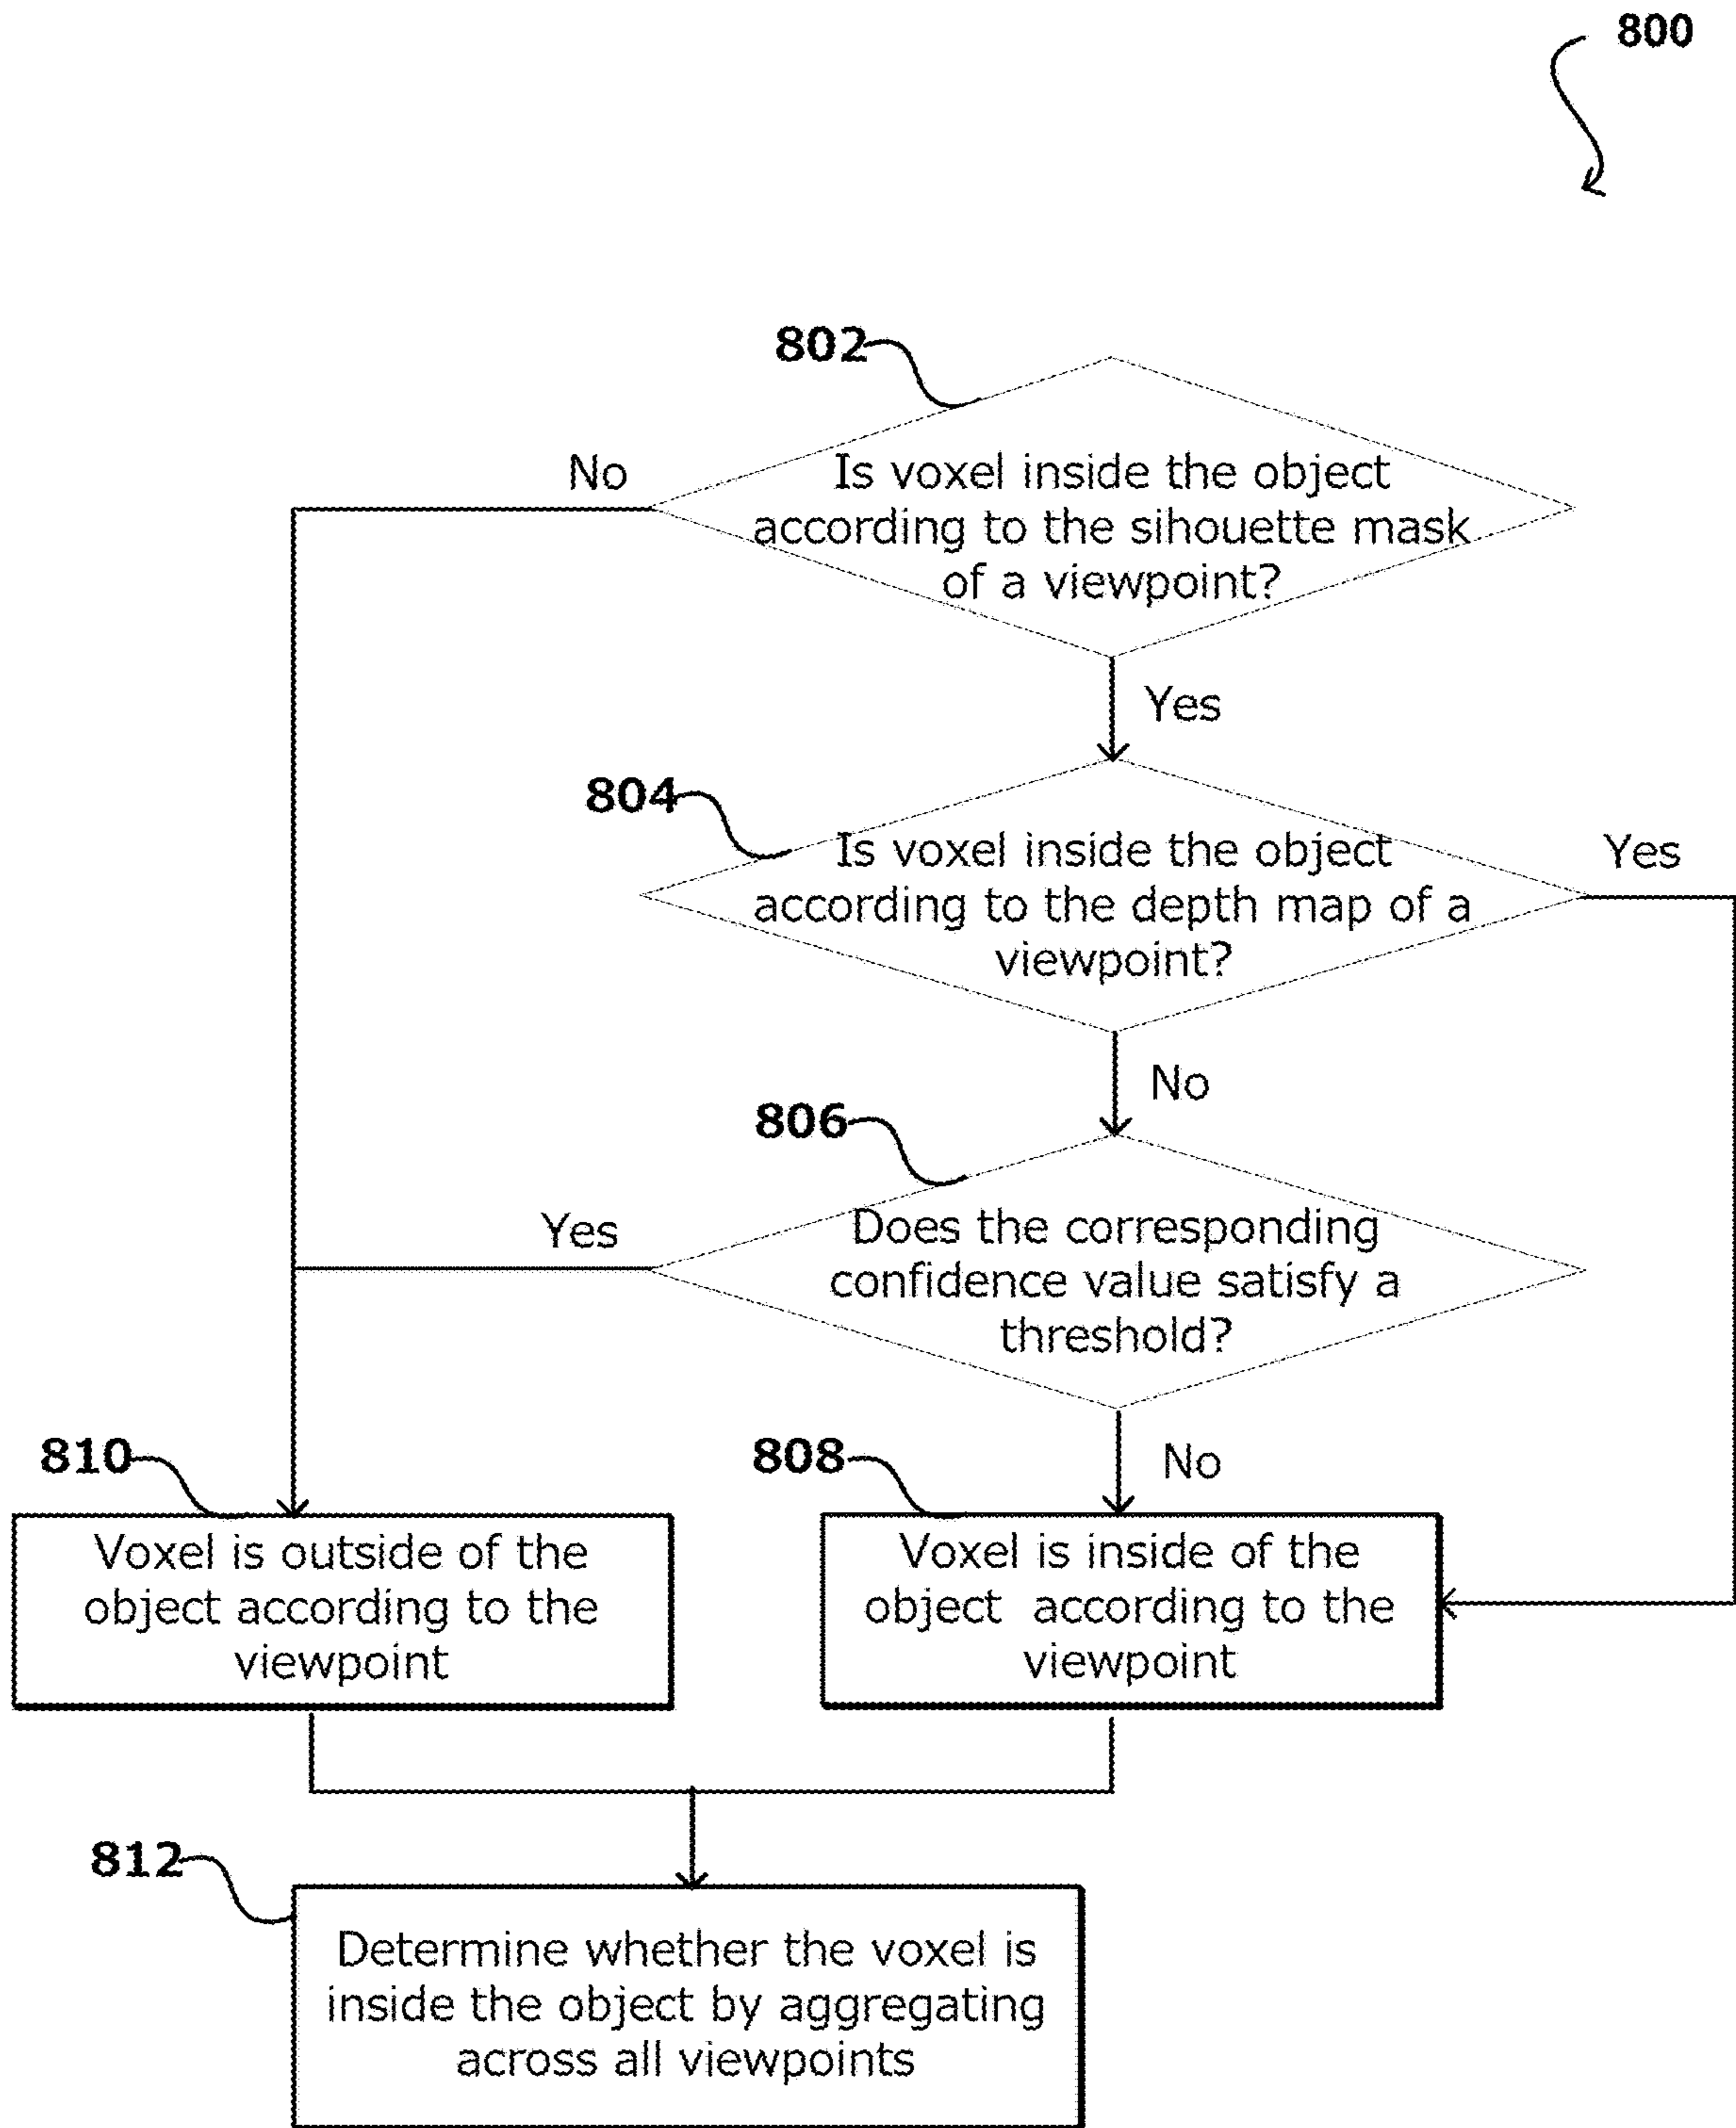 800
802
No
Is voxel inside the object
according to the sihouette mask
of a viewpoint?
Yes
804
Is voxel inside the object
according to the depth map of a
viewpoint?
Yes
No
806
Yes
Does the corresponding
confidence value satisfy a
threshold?
810
808
No
Voxel is outside of the
object according to the
viewpoint
Voxel is inside of the
object according to the
viewpoint
812
Determine whether the voxel is
inside the object by aggregating
across all viewpoints